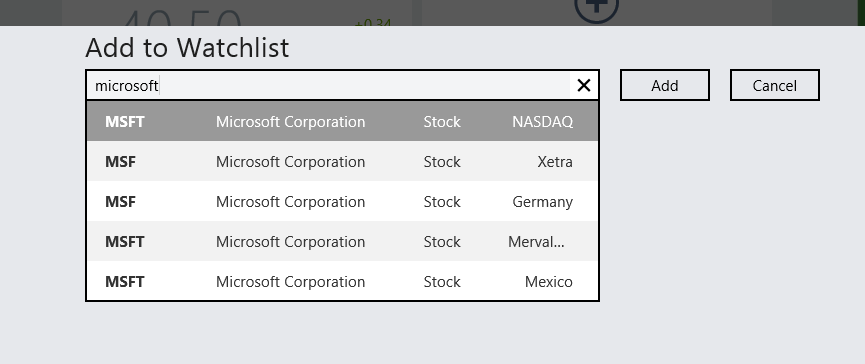 40.50
+0.34
Add to Watchlist
microsoft
Add
Cancel
MSFT Microsoft Corporation Stock NASDAQ
MSF Microsoft Corporation Stock Xetra
MSF Microsoft Corporation Stock Germany
MSFT Microsoft Corporation Stock Merval...
MSFT Microsoft Corporation Stock Mexico